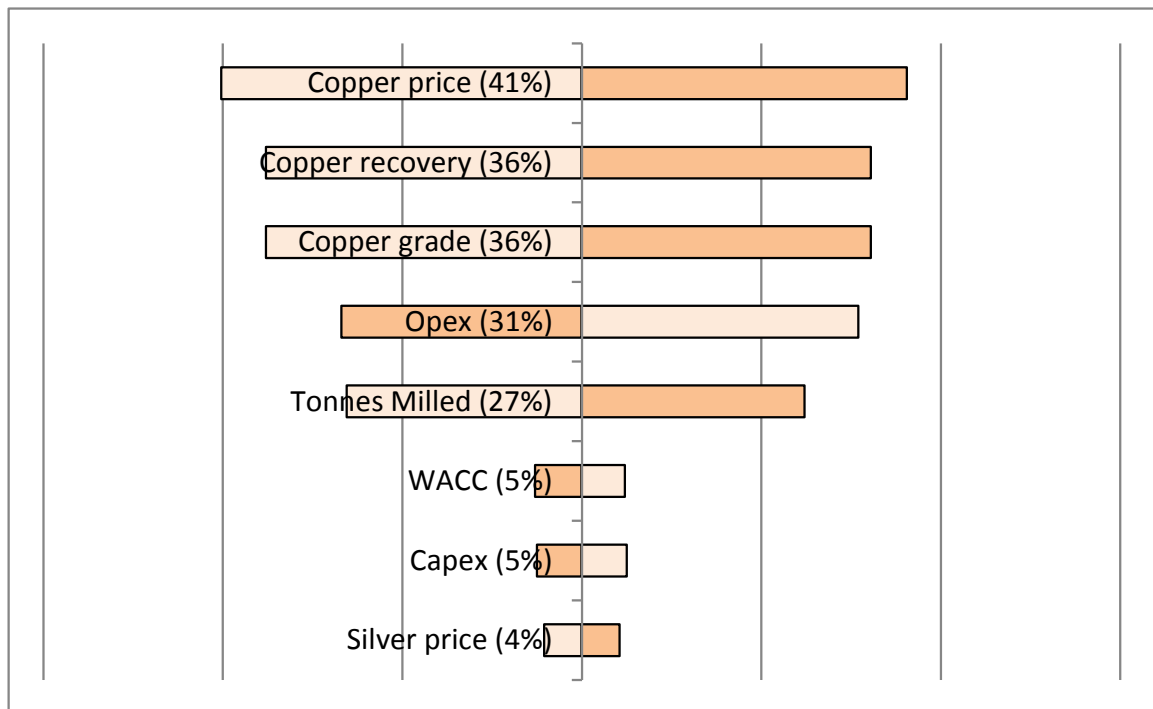 Copper price (41%)
Copper recovery (36%)
Copper grade (36%)
Opex (31%)
Tonnes Milled (27%)
WACC (5%)
Capex (5%)
Silver price (4%)